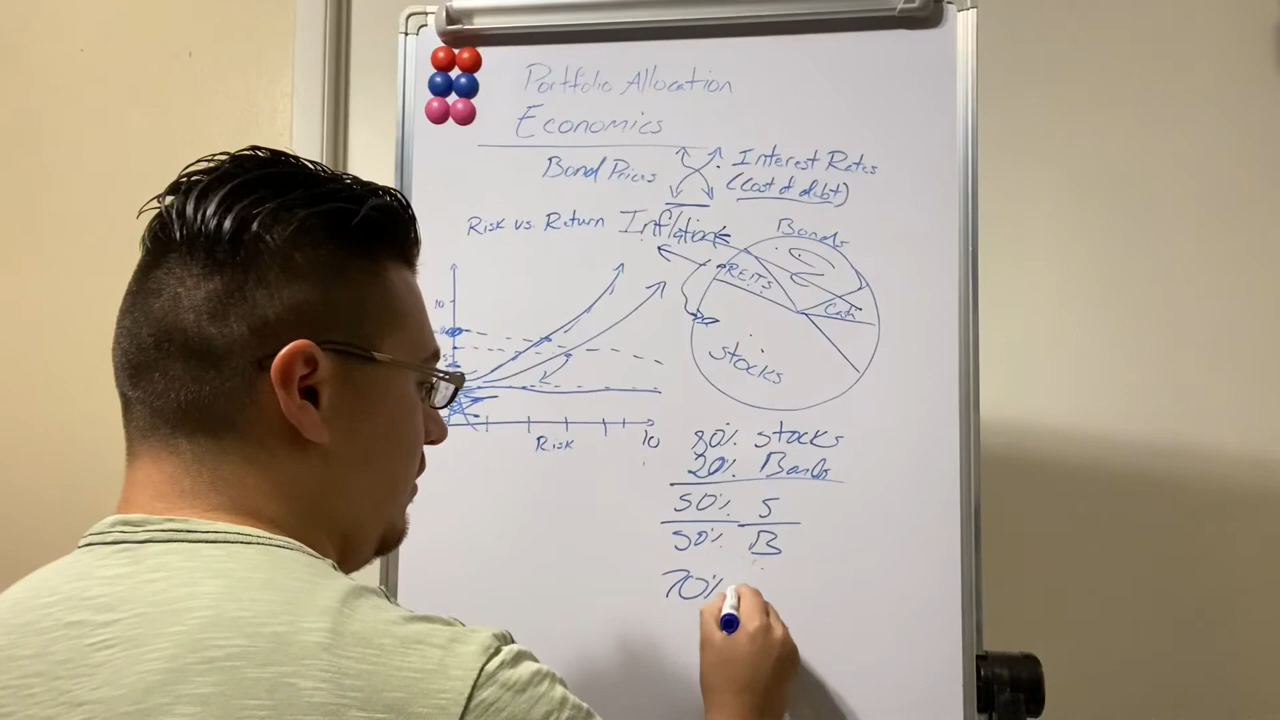 Portfolio Allocation
Economics
Bond Prices
Interest Rates
(Cost of debt)
Risk vs. Return
Inflation
Bonds
REITS
Cash
Stocks
10
5
Risk
10
80% Stocks
20% Bonds
50% S
50% B
70%